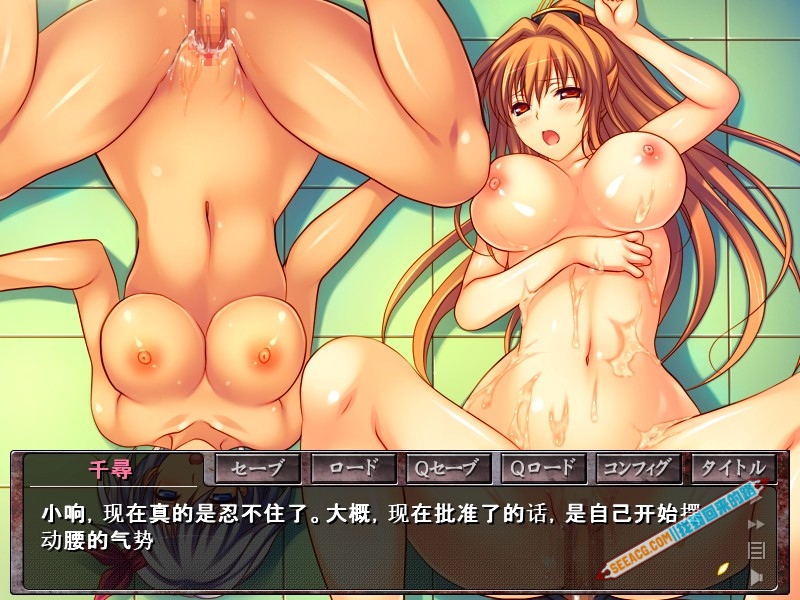 千尋
セーブ
ロード
Qセーブ
Qロード
コンフィグ
タイトル
小响, 现在真的是忍不住了。大概, 现在批准了的话, 是自己开始摆
动腰的气势
SEEACG.COM